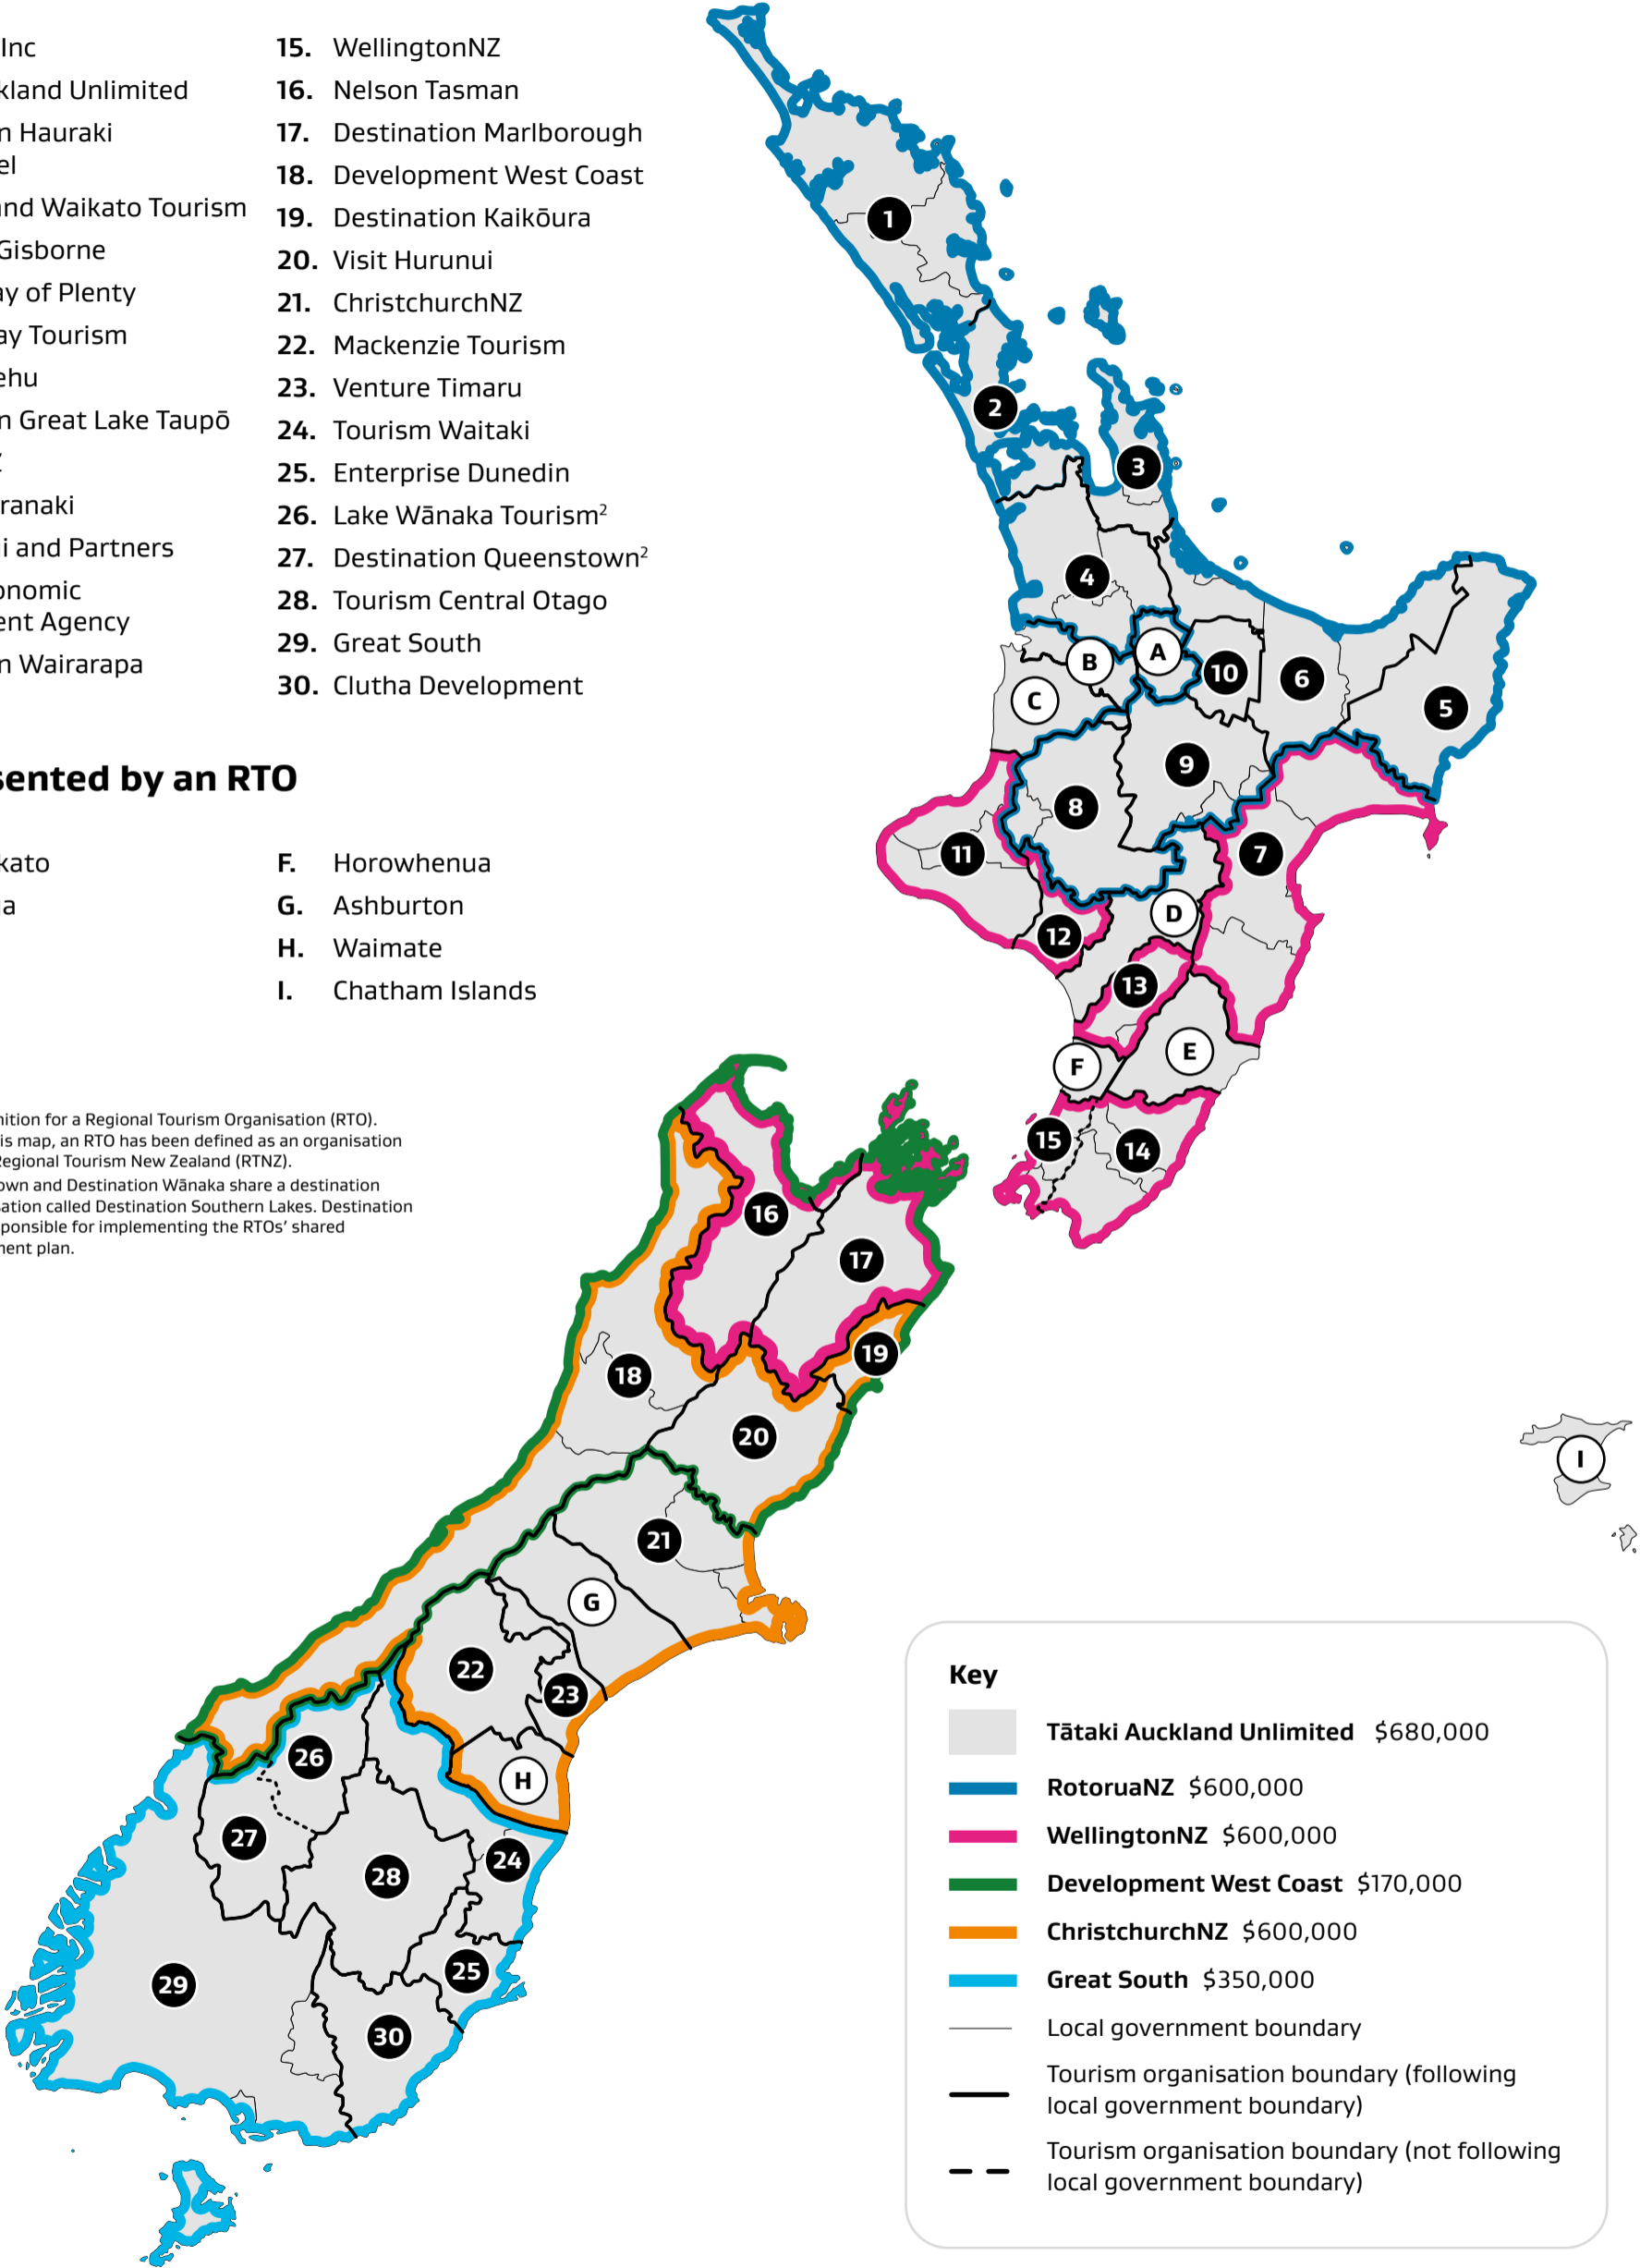 Inc
kland Unlimited
n Hauraki
el
and Waikato Tourism
Gisborne
ay of Plenty
ay Tourism
ehu
n Great Lake Taupō
Z
ranaki
i and Partners
onomic
ent Agency
n Wairarapa
15. WellingtonNZ
16. Nelson Tasman
17. Destination Marlborough
18. Development West Coast
19. Destination Kaikōura
20. Visit Hurunui
21. ChristchurchNZ
22. Mackenzie Tourism
23. Venture Timaru
24. Tourism Waitaki
25. Enterprise Dunedin
26. Lake Wānaka Tourism²
27. Destination Queenstown²
28. Tourism Central Otago
29. Great South
30. Clutha Development
sented by an RTO
kato
a
F. Horowhenua
G. Ashburton
H. Waimate
I. Chatham Islands
nition for a Regional Tourism Organisation (RTO).
is map, an RTO has been defined as an organisation
Regional Tourism New Zealand (RTNZ).
own and Destination Wānaka share a destination
sation called Destination Southern Lakes. Destination
ponsible for implementing the RTOs' shared
ment plan.
1
2
3
4
B
A
10
6
C
5
9
8
11
7
D
12
13
E
F
15
14
16
17
19
18
20
I
21
G
22
23
26
H
27
24
28
25
29
30
Key
Tātaki Auckland Unlimited $680,000
RotoruaNZ $600,000
WellingtonNZ $600,000
Development West Coast $170,000
ChristchurchNZ $600,000
Great South $350,000
Local government boundary
Tourism organisation boundary (following
local government boundary)
Tourism organisation boundary (not following
local government boundary)